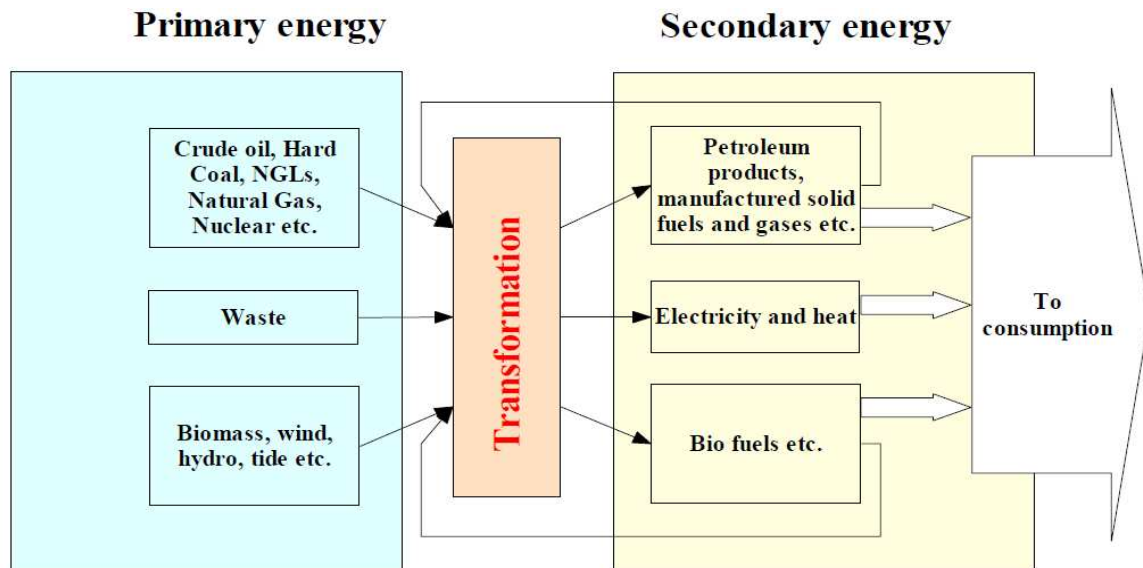 Primary energy
Secondary energy
Crude oil, Hard
Coal, NGLs,
Natural Gas,
Nuclear etc.
Waste
Biomass, wind,
hydro, tide etc.
Transformation
Petroleum
products,
manufactured solid
fuels and gases etc.
Electricity and heat
Bio fuels etc.
To
consumption